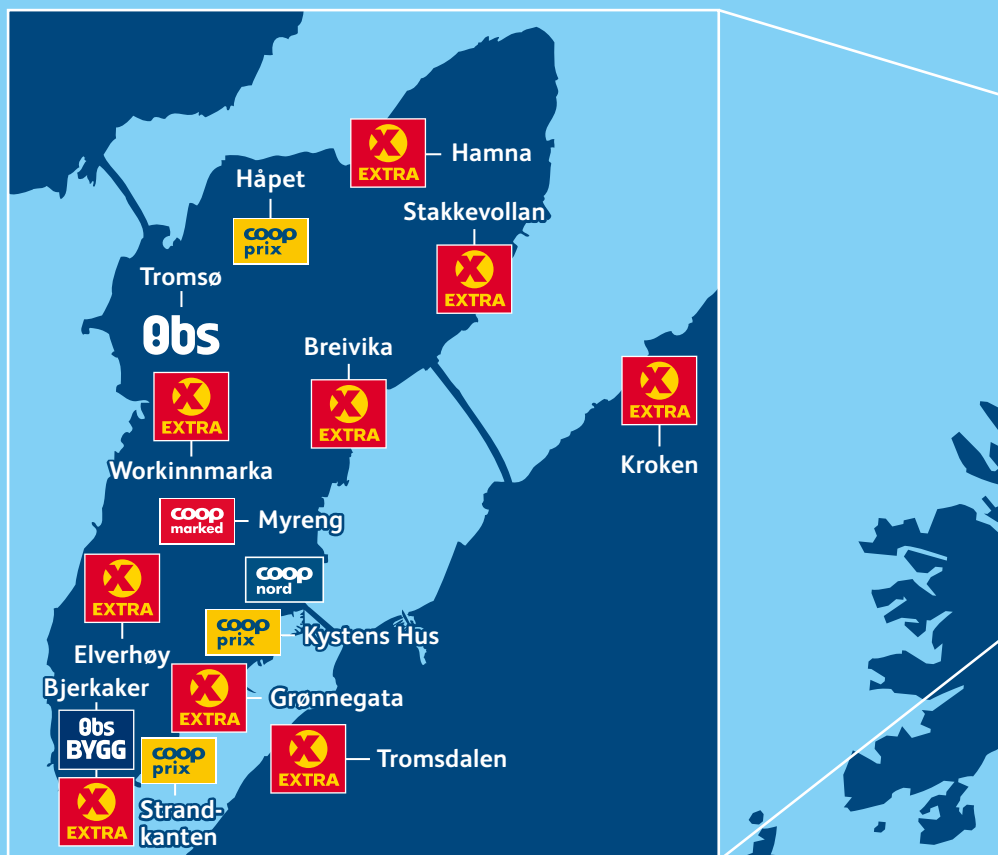 X
EXTRA
Hamna
Håpet
coop
prix
Stakkevollan
X
EXTRA
Tromsø
Obs
Breivika
X
EXTRA
X
EXTRA
Workinnmarka
X
EXTRA
Kroken
coop
marked
Myreng
X
EXTRA
Elverhøy
coop
nord
coop
prix
Kystens Hus
Bjerkaker
Obs
BYGG
X
EXTRA
X
EXTRA
Grønnegata
coop
prix
Strand-
kanten
X
EXTRA
Tromsdalen